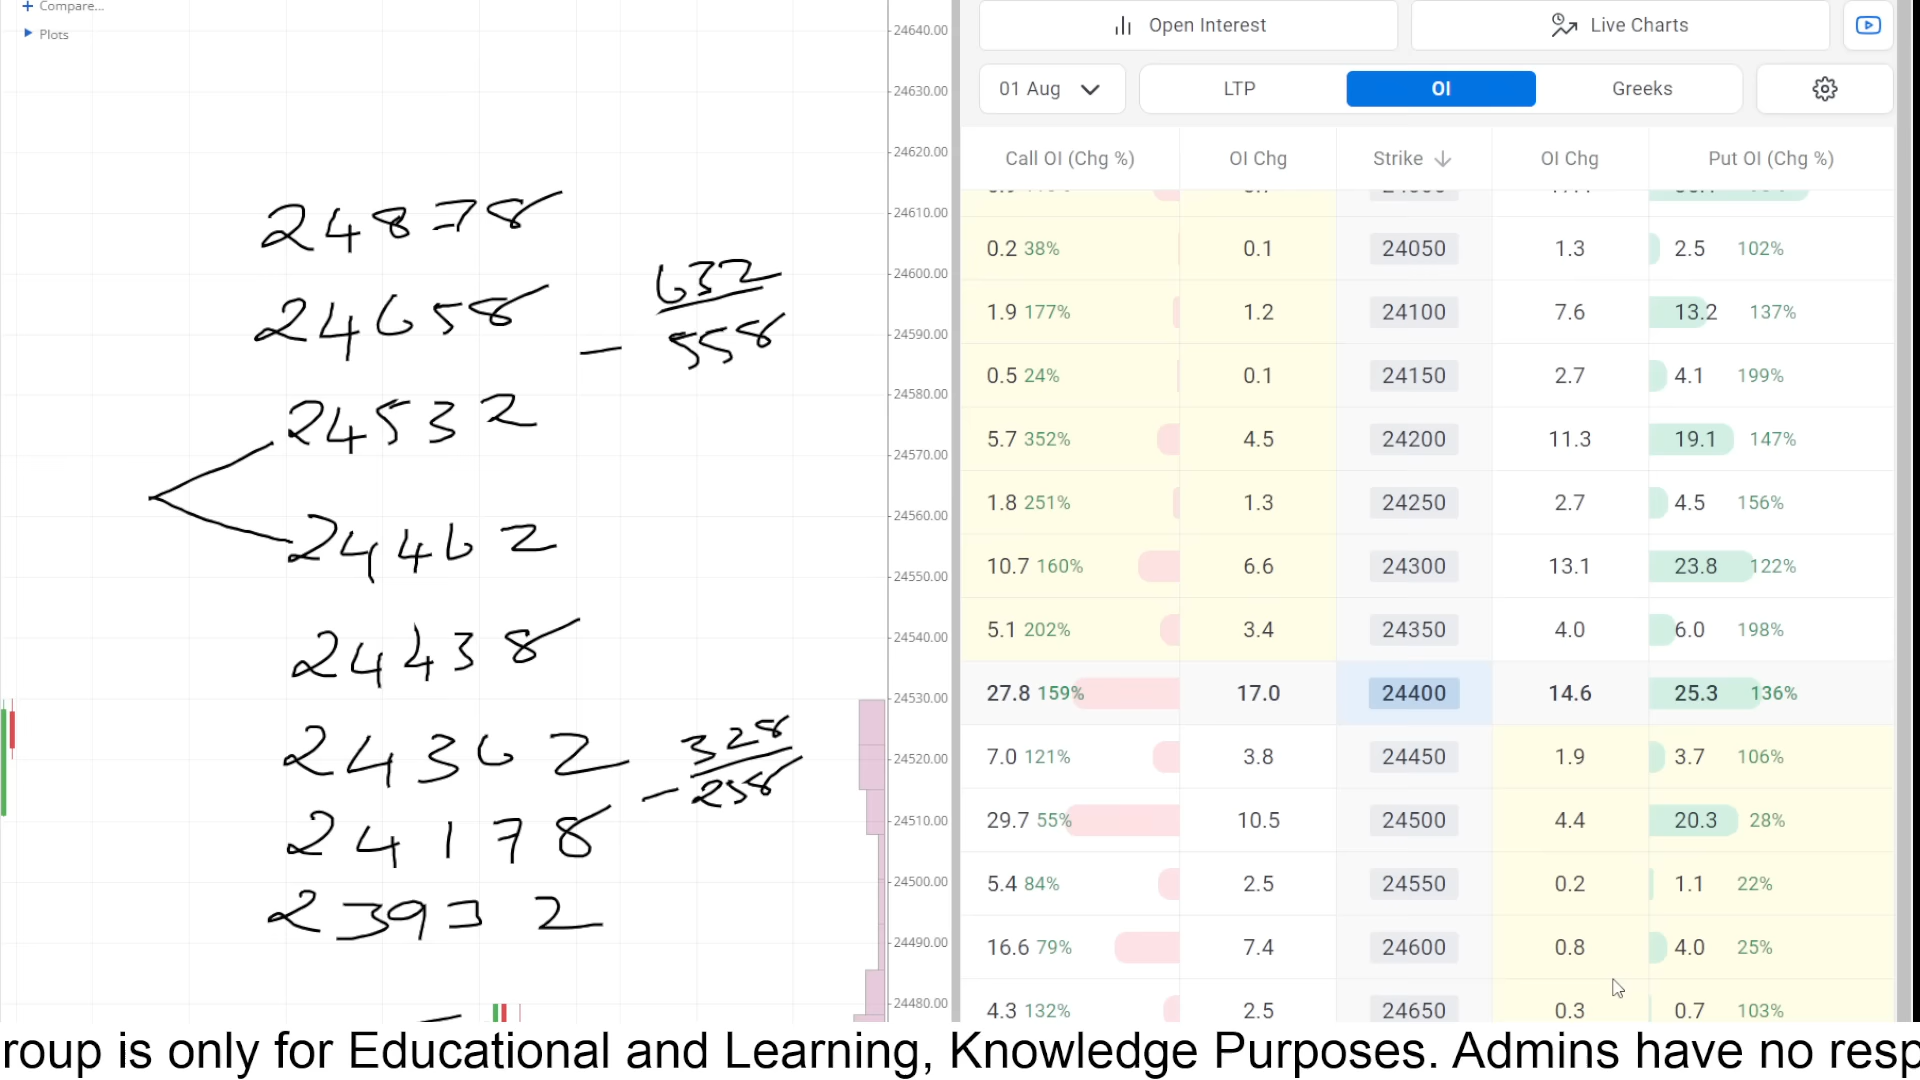 Compare...
Plots
24640.00
24630.00
24620.00
24610.00
24600.00
24590.00
24580.00
24570.00
24560.00
24550.00
24540.00
24530.00
24520.00
24510.00
24500.00
24490.00
24480.00
24878
24658 - 632
558
24532
24462
24438
24362 - 328
258
24178
23932
Open Interest Live Charts
01 Aug LTP OI Greeks
Call OI (Chg %) OI Chg Strike OI Chg Put OI (Chg %)
0.2 38% 0.1 24050 1.3 2.5 102%
1.9 177% 1.2 24100 7.6 13.2 137%
0.5 24% 0.1 24150 2.7 4.1 199%
5.7 352% 4.5 24200 11.3 19.1 147%
1.8 251% 1.3 24250 2.7 4.5 156%
10.7 160% 6.6 24300 13.1 23.8 122%
5.1 202% 3.4 24350 4.0 6.0 198%
27.8 159% 17.0 24400 14.6 25.3 136%
7.0 121% 3.8 24450 1.9 3.7 106%
29.7 55% 10.5 24500 4.4 20.3 28%
5.4 84% 2.5 24550 0.2 1.1 22%
16.6 79% 7.4 24600 0.8 4.0 25%
4.3 132% 2.5 24650 0.3 0.7 103%
roup is only for Educational and Learning, Knowledge Purposes. Admins have no resp